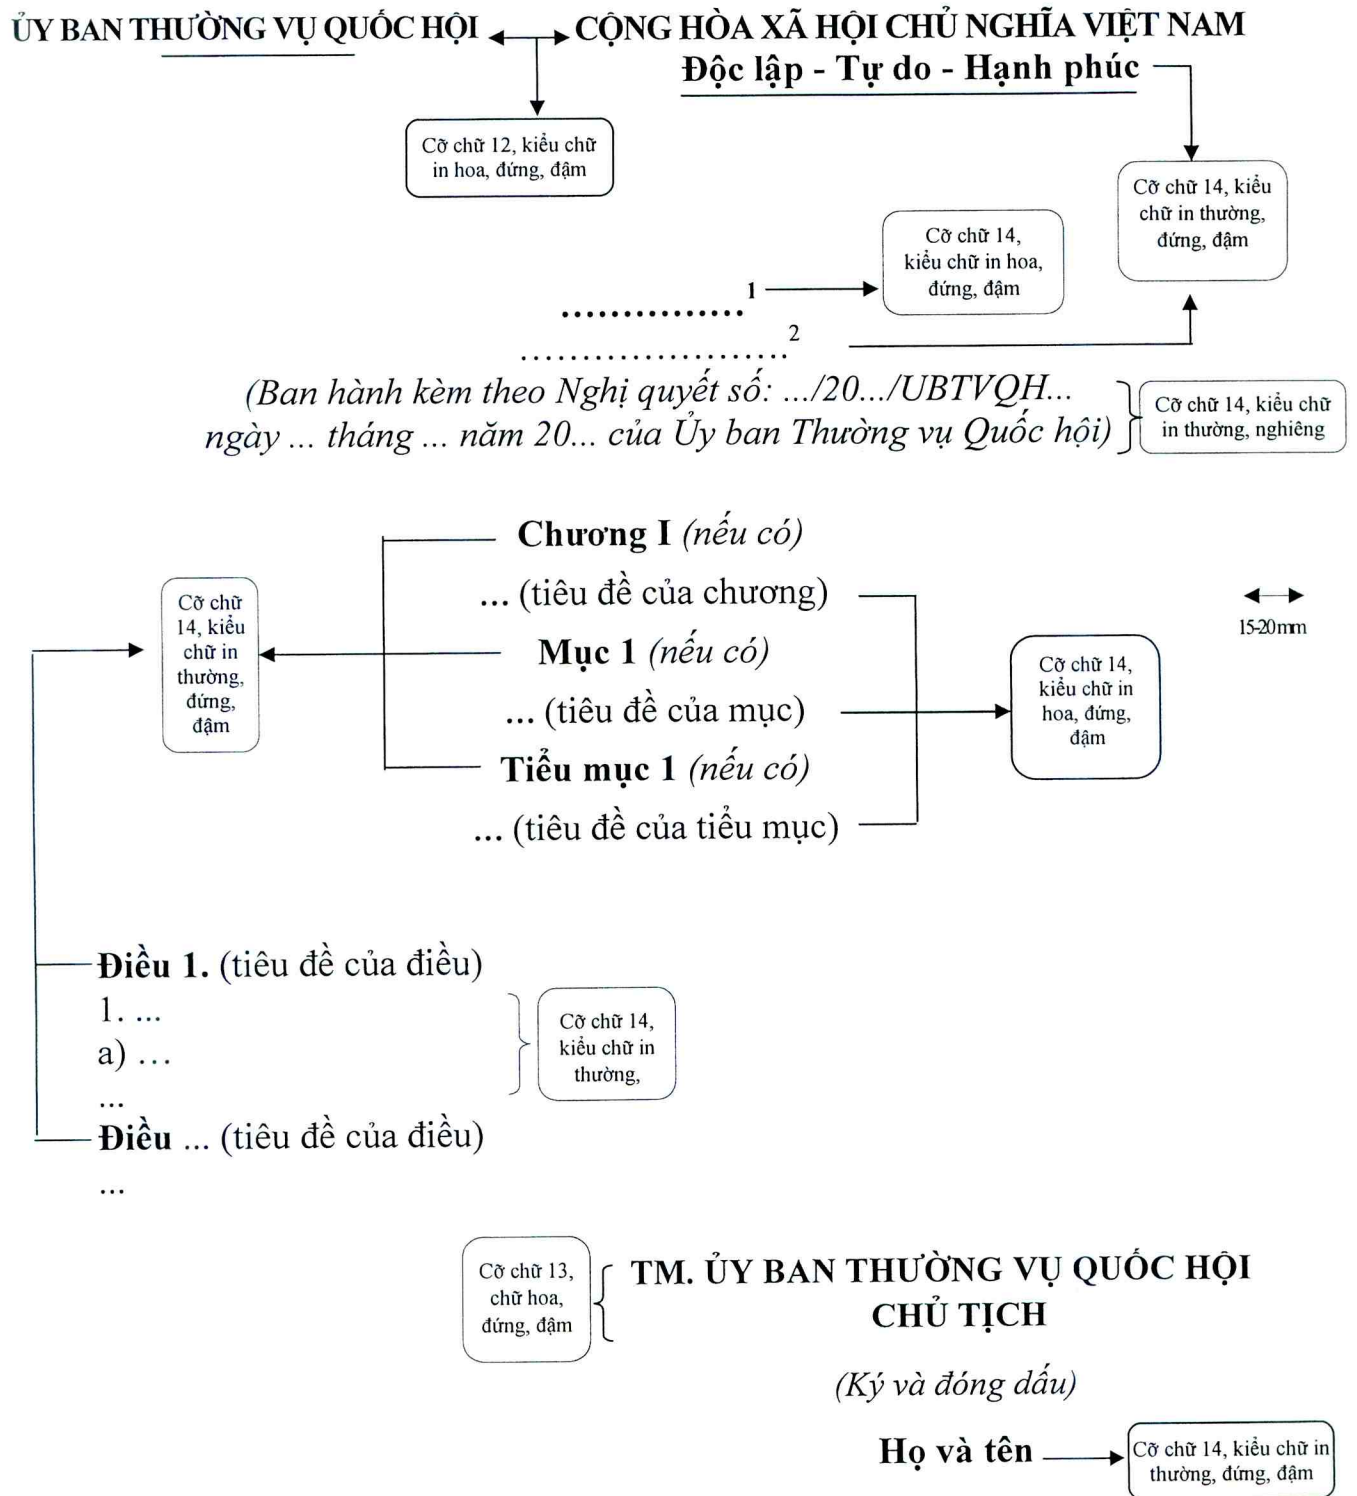 ỦY BAN THƯỜNG VỤ QUỐC HỘI CỘNG HÒA XÃ HỘI CHỦ NGHĨA VIỆT NAM
Độc lập - Tự do - Hạnh phúc
Cỡ chữ 12, kiểu chữ
in hoa, đứng, đậm
Cỡ chữ 14, kiểu
chữ in thường,
đứng, đậm
Cỡ chữ 14,
kiểu chữ in hoa,
đứng, đậm
...............1
......................2
(Ban hành kèm theo Nghị quyết số: .../20.../UBTVQH...
ngày ... tháng ... năm 20... của Ủy ban Thường vụ Quốc hội)
Cỡ chữ 14, kiểu chữ
in thường, nghiêng
Chương I (nếu có)
... (tiêu đề của chương)
Mục 1 (nếu có)
... (tiêu đề của mục)
Tiểu mục 1 (nếu có)
... (tiêu đề của tiểu mục)
Cỡ chữ
14, kiểu
chữ in
thường,
đứng,
đậm
15-20mm
Cỡ chữ 14,
kiểu chữ in
hoa, đứng,
đậm
Điều 1. (tiêu đề của điều)
1. ...
a) ...
...
Cỡ chữ 14,
kiểu chữ in
thường,
Điều ... (tiêu đề của điều)
...
Cỡ chữ 13,
chữ hoa,
đứng, đậm
TM. ỦY BAN THƯỜNG VỤ QUỐC HỘI
CHỦ TỊCH
(Ký và đóng dấu)
Họ và tên
Cỡ chữ 14, kiểu chữ in
thường, đứng, đậm